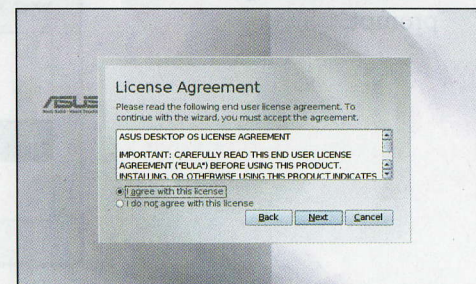 ASUS
License Agreement
Please read the following end user license agreement. To
continue with the wizard, you must accept the agreement.
ASUS DESKTOP OS LICENSE AGREEMENT
IMPORTANT: CAREFULLY READ THIS END USER LICENSE
AGREEMENT ("EULA") BEFORE USING THIS PRODUCT.
INSTALLING, OR OTHERWISE USING THIS PRODUCT INDICATES
I agree with this license
I do not agree with this license
Back Next Cancel